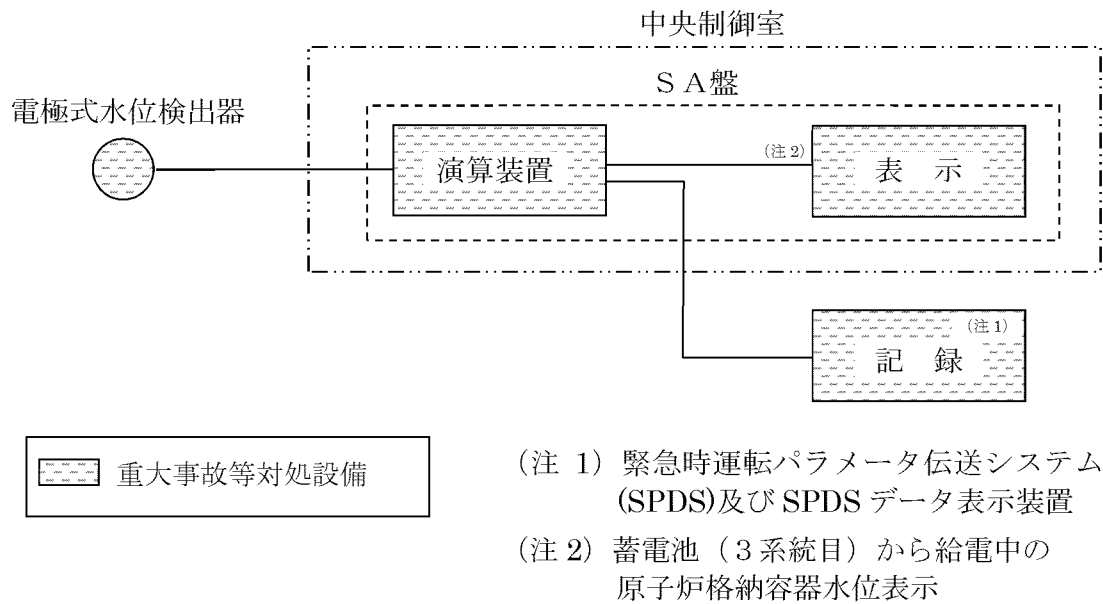 中央制御室
ＳＡ盤
電極式水位検出器
演算装置
(注 2)
表　示
(注 1)
記　録
重大事故等対処設備
(注 1) 緊急時運転パラメータ伝送システム
(SPDS)及び SPDS データ表示装置
(注 2) 蓄電池（３系統目）から給電中の
原子炉格納容器水位表示